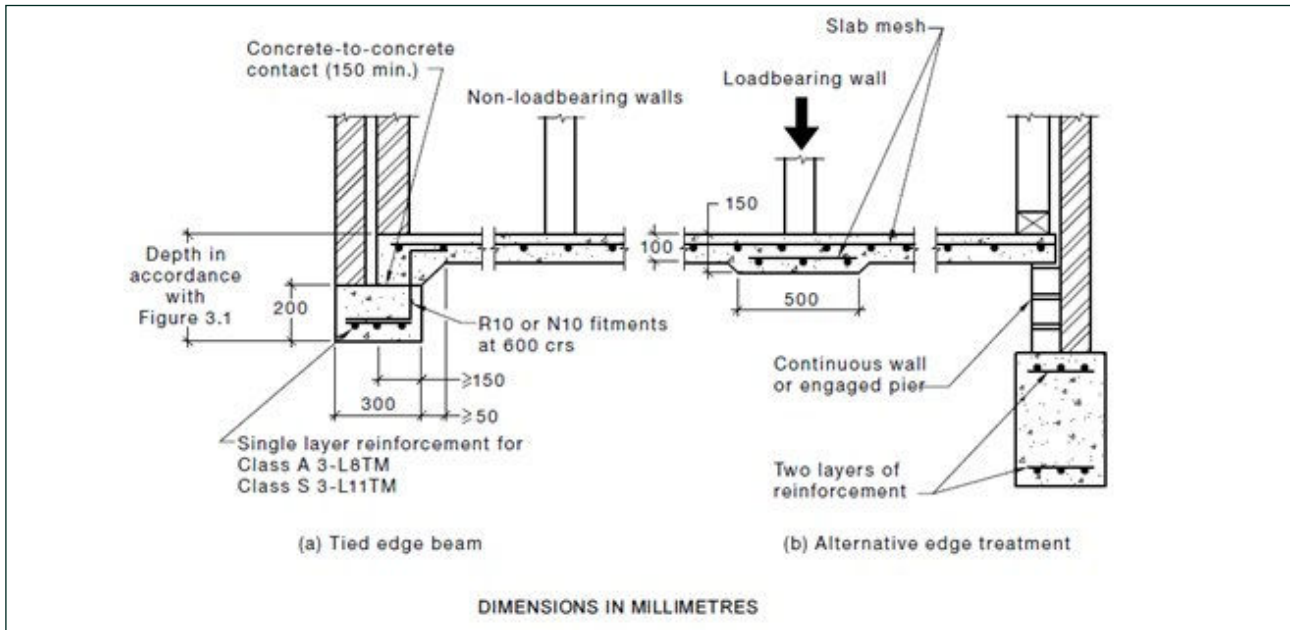 Concrete-to-concrete
contact (150 min.)
Non-loadbearing walls
Loadbearing wall
Slab mesh
150
100
500
Depth in
accordance
with
Figure 3.1
200
R10 or N10 fitments
at 600 crs
≥150
300
≥50
Single layer reinforcement for
Class A 3-L8TM
Class S 3-L11TM
Continuous wall
or engaged pier
Two layers of
reinforcement
(a) Tied edge beam
(b) Alternative edge treatment
DIMENSIONS IN MILLIMETRES